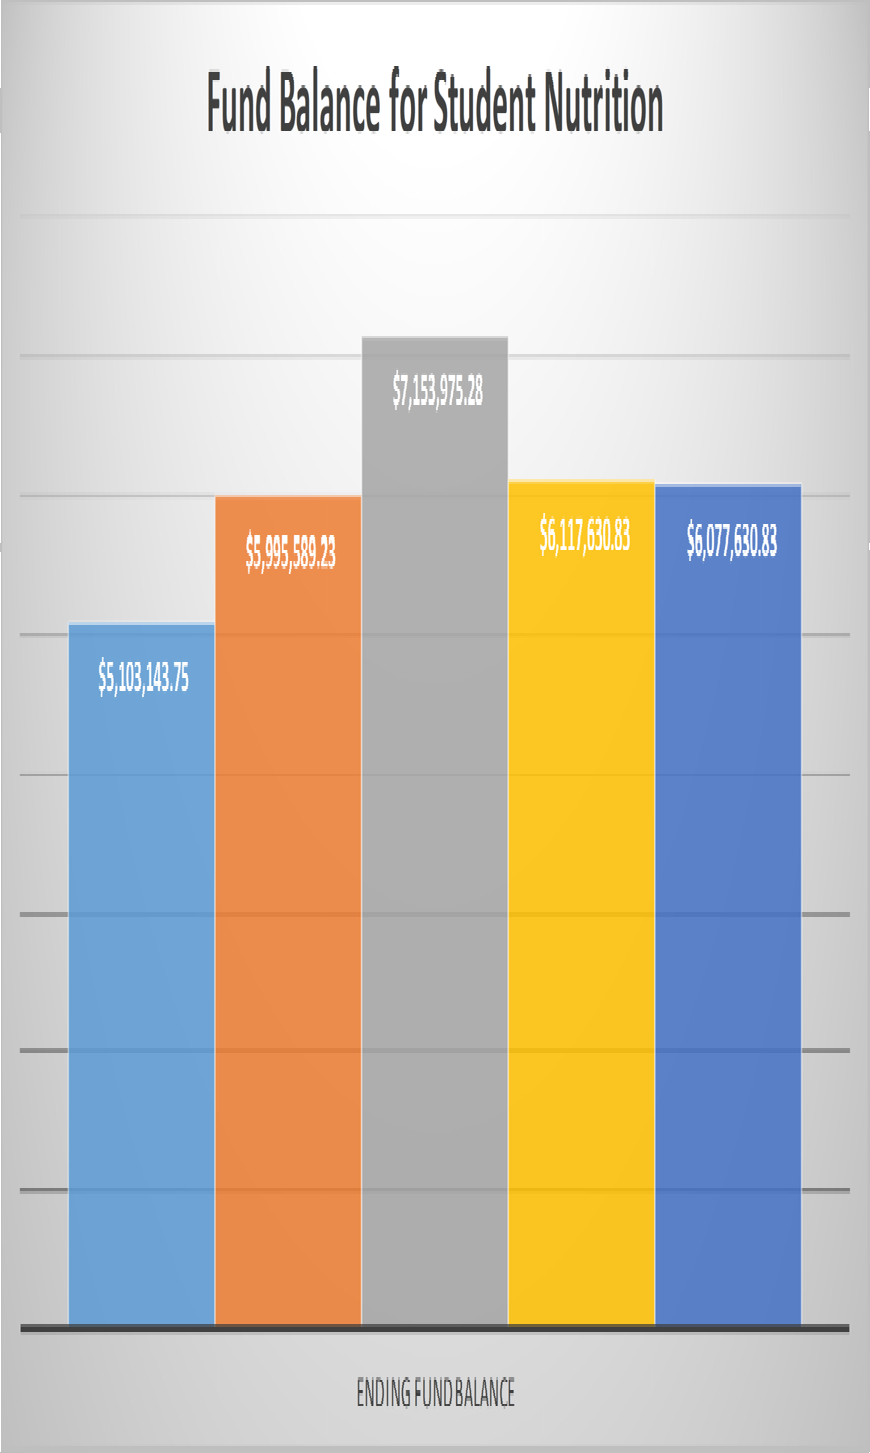 Fund Balance for Student Nutrition
$7,153,975.28
$6,117,630.83
$6,077,630.83
$5,995,589.23
$5,103,143.75
ENDING FUND BALANCE